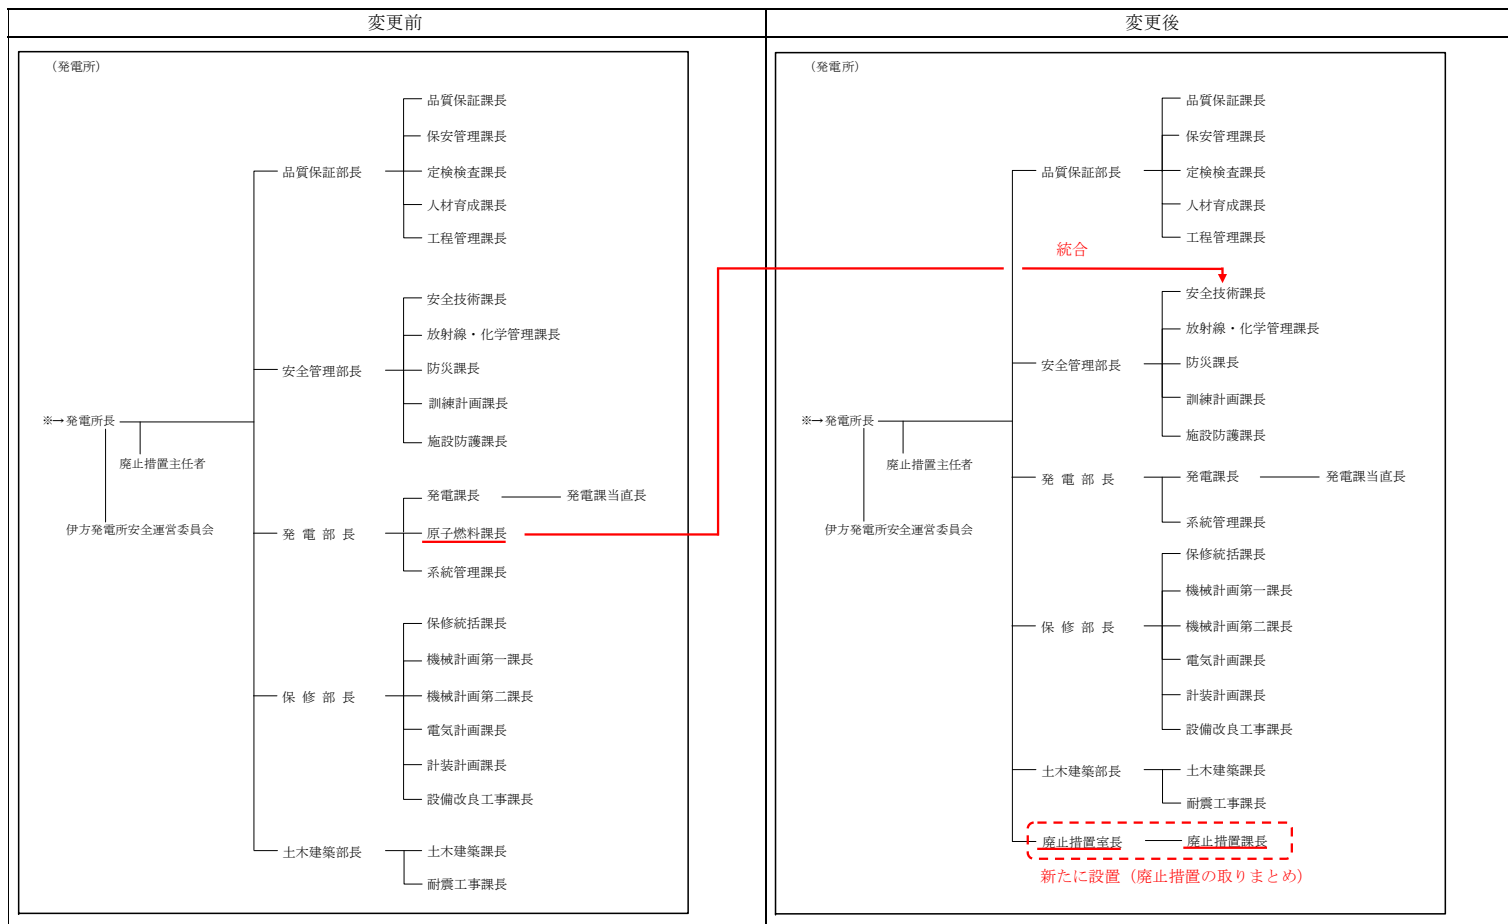 変更前
変更後
（発電所）
品質保証課長
保安管理課長
品質保証部長
定検検査課長
人材育成課長
工程管理課長
安全技術課長
放射線・化学管理課長
安全管理部長
防災課長
訓練計画課長
施設防護課長
※→発電所長
廃止措置主任者
伊方発電所安全運営委員会
発電課長
発電課当直長
発電部長
原子燃料課長
系統管理課長
保修統括課長
機械計画第一課長
保修部長
機械計画第二課長
電気計画課長
計装計画課長
設備改良工事課長
土木建築部長
土木建築課長
耐震工事課長
（発電所）
品質保証課長
保安管理課長
品質保証部長
定検検査課長
人材育成課長
工程管理課長
統合
安全技術課長
放射線・化学管理課長
安全管理部長
防災課長
訓練計画課長
施設防護課長
※→発電所長
廃止措置主任者
伊方発電所安全運営委員会
発電部長
発電課長
発電課当直長
系統管理課長
保修統括課長
機械計画第一課長
保修部長
機械計画第二課長
電気計画課長
計装計画課長
設備改良工事課長
土木建築部長
土木建築課長
耐震工事課長
廃止措置室長
廃止措置課長
新たに設置（廃止措置の取りまとめ）